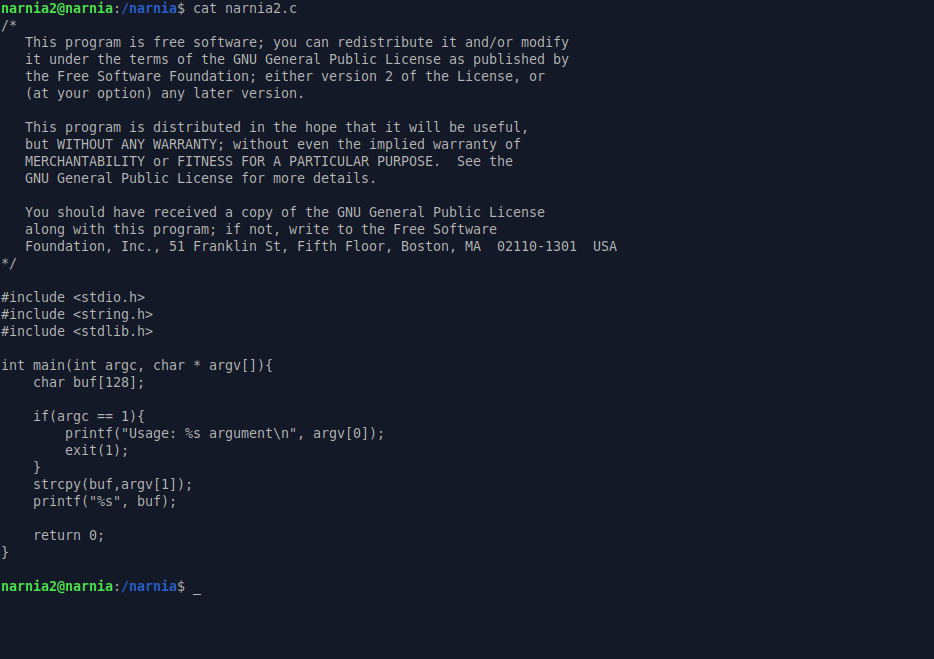 narnia2@narnia:/narnia$ cat narnia2.c
/*
   This program is free software; you can redistribute it and/or modify
   it under the terms of the GNU General Public License as published by
   the Free Software Foundation; either version 2 of the License, or
   (at your option) any later version.

   This program is distributed in the hope that it will be useful,
   but WITHOUT ANY WARRANTY; without even the implied warranty of
   MERCHANTABILITY or FITNESS FOR A PARTICULAR PURPOSE.  See the
   GNU General Public License for more details.

   You should have received a copy of the GNU General Public License
   along with this program; if not, write to the Free Software
   Foundation, Inc., 51 Franklin St, Fifth Floor, Boston, MA  02110-1301  USA
*/

#include <stdio.h>
#include <string.h>
#include <stdlib.h>

int main(int argc, char * argv[]){
    char buf[128];

    if(argc == 1){
        printf("Usage: %s argument\n", argv[0]);
        exit(1);
    }
    strcpy(buf,argv[1]);
    printf("%s", buf);

    return 0;
}

narnia2@narnia:/narnia$ _